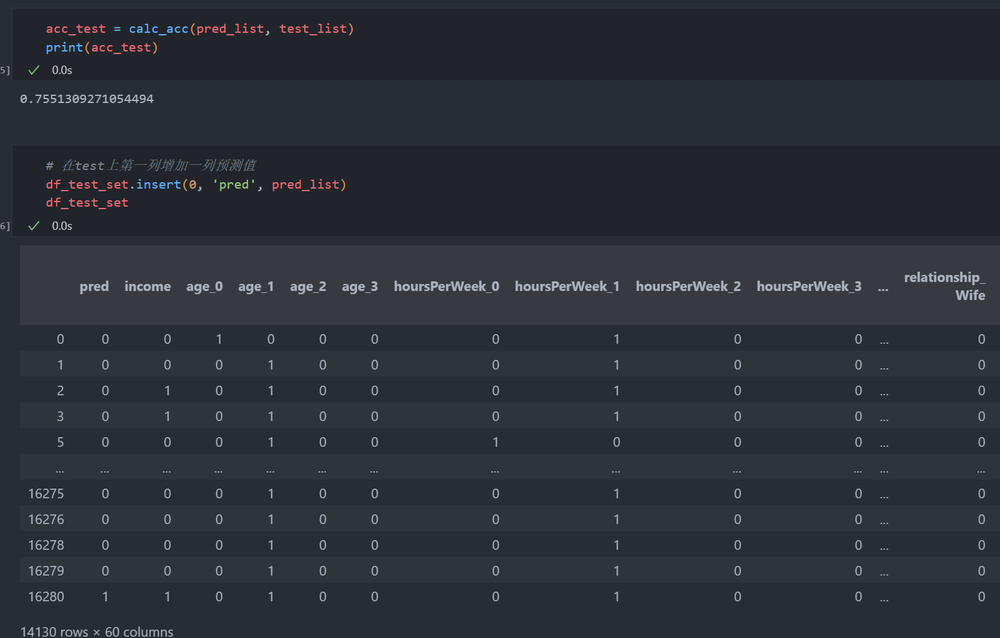 acc_test = calc_acc(pred_list, test_list)
print(acc_test)
5] ✓ 0.0s
0.7551309271054494
# 在test上第一列增加一列预测值
df_test_set.insert(0, 'pred', pred_list)
df_test_set
6] ✓ 0.0s
pred income age_0 age_1 age_2 age_3 hoursPerWeek_0 hoursPerWeek_1 hoursPerWeek_2 hoursPerWeek_3 ... relationship_
Wife
0 0 0 1 0 0 0 0 1 0 0 ... 0
1 0 0 0 1 0 0 0 1 0 0 ... 0
2 0 1 0 1 0 0 0 1 0 0 ... 0
3 0 1 0 1 0 0 0 1 0 0 ... 0
5 0 0 0 1 0 0 1 0 0 0 ... 0
... ... ... ... ... ... ... ... ... ... ... ... ...
16275 0 0 0 1 0 0 0 1 0 0 ... 0
16276 0 0 0 1 0 0 0 1 0 0 ... 0
16278 0 0 0 1 0 0 0 1 0 0 ... 0
16279 0 0 0 1 0 0 0 1 0 0 ... 0
16280 1 1 0 1 0 0 0 1 0 0 ... 0
14130 rows × 60 columns